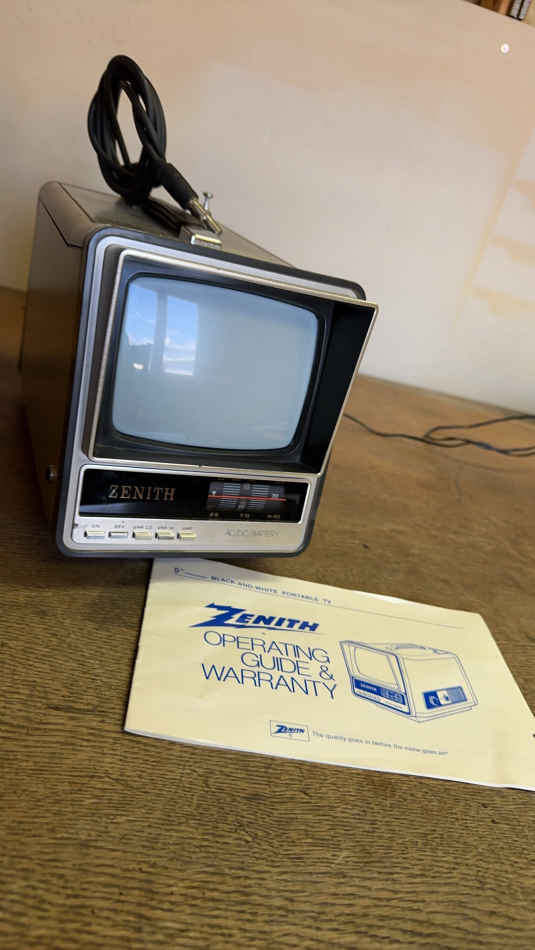 ZENITH
AC/DC/BATTERY
5" BLACK-AND-WHITE PORTABLE TV
ZENITH
OPERATING
GUIDE &
WARRANTY
ZENITH
The quality goes in before the name goes on®